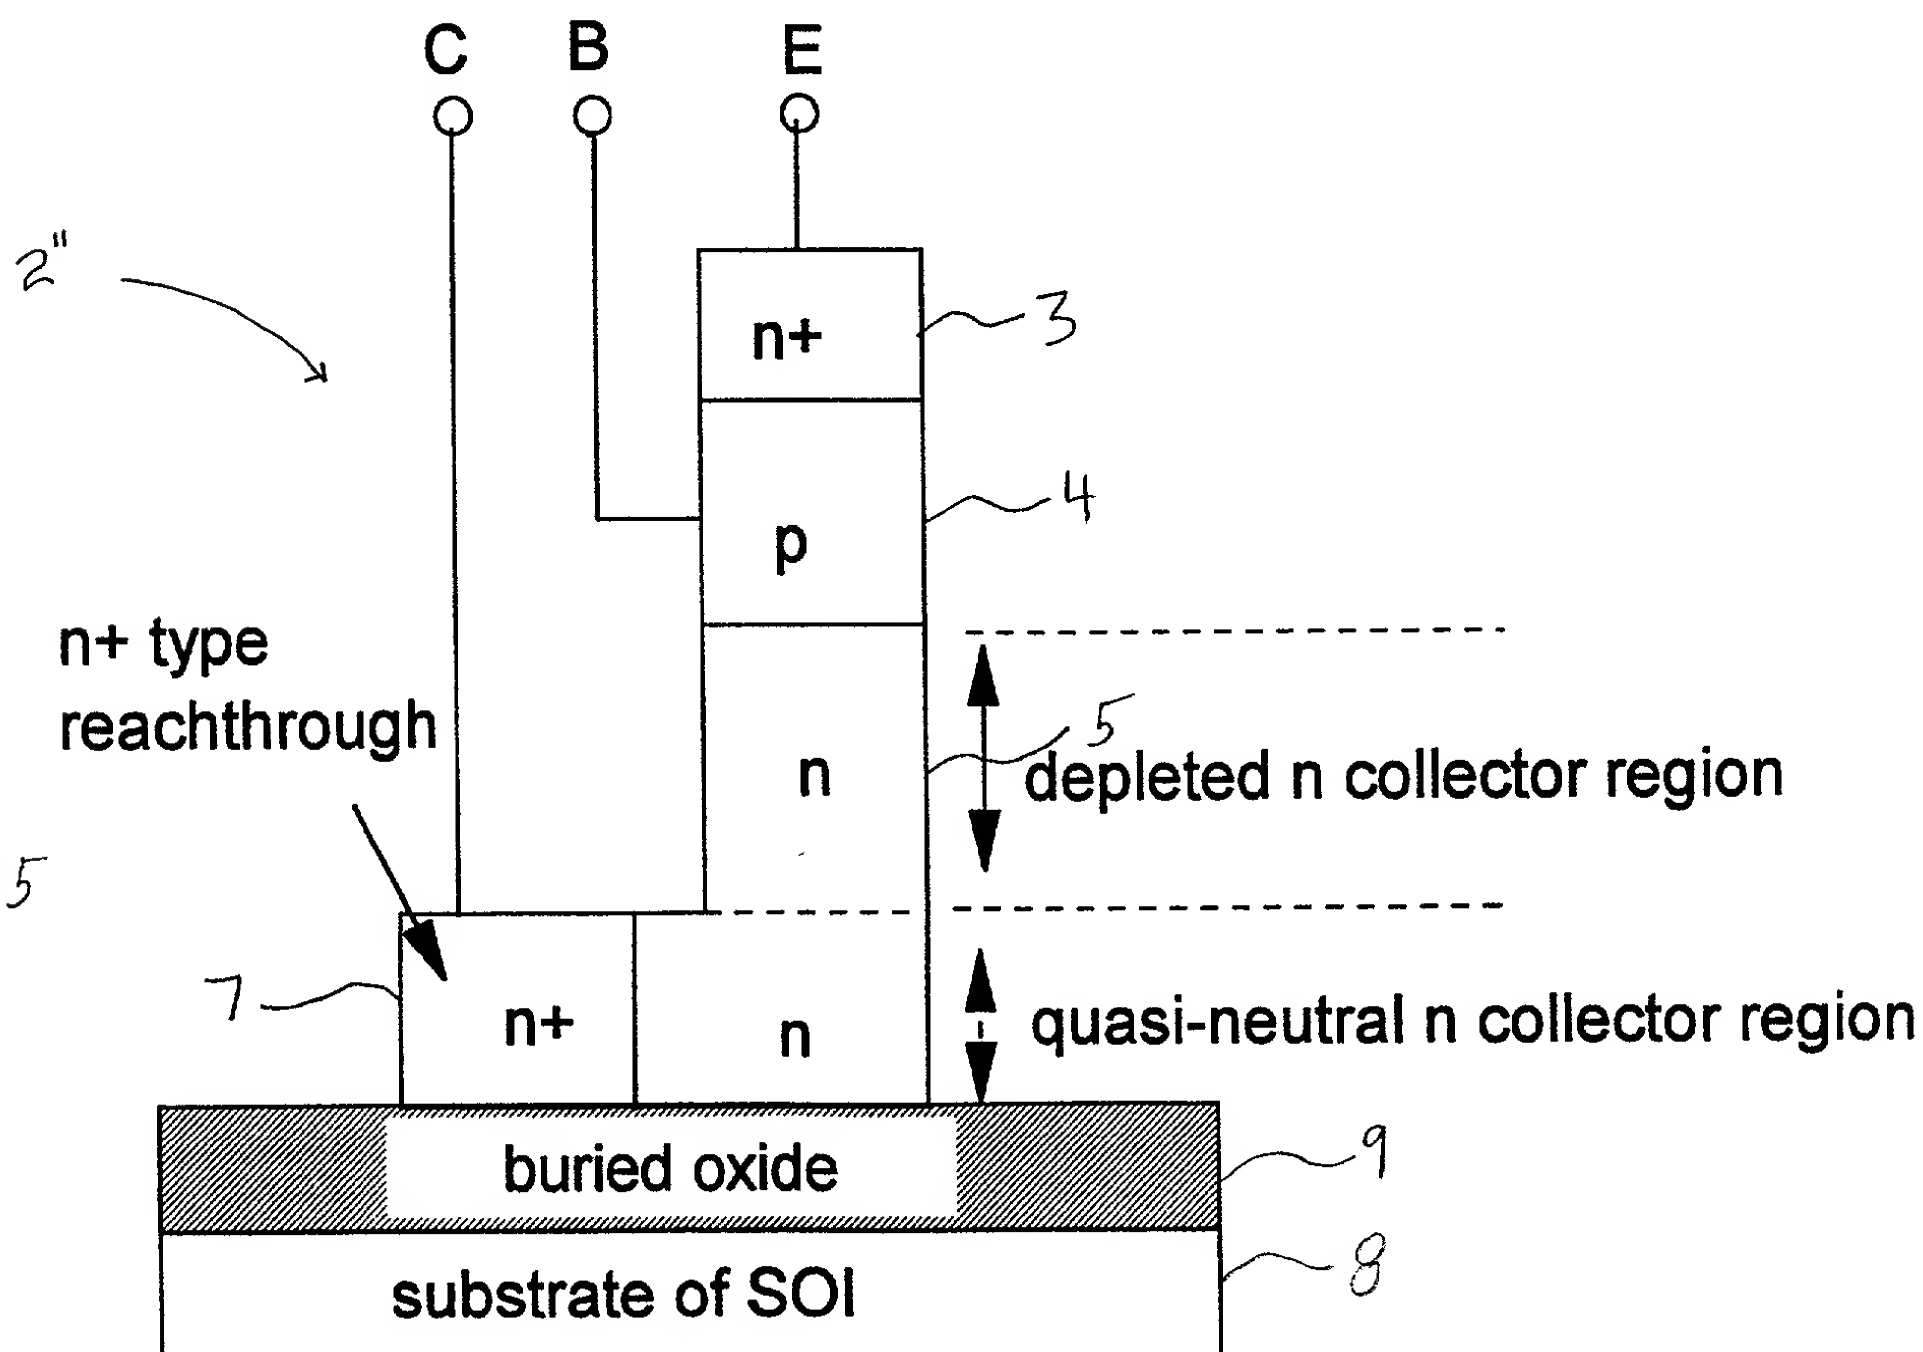 C B E
2"
n+ 3
p 4
n+ type
reachthrough
n 5
depleted n collector region
5
7 n+ n quasi-neutral n collector region
buried oxide 9
substrate of SOI 8